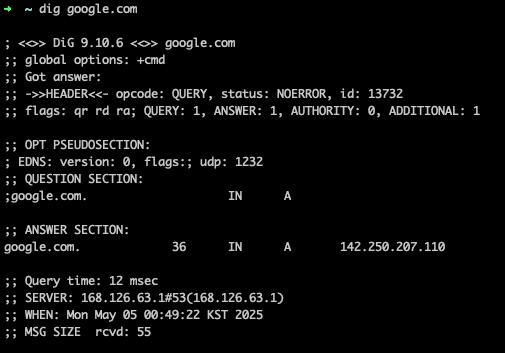 ➜  ~ dig google.com

; <<>> DiG 9.10.6 <<>> google.com
;; global options: +cmd
;; Got answer:
;; ->>HEADER<<- opcode: QUERY, status: NOERROR, id: 13732
;; flags: qr rd ra; QUERY: 1, ANSWER: 1, AUTHORITY: 0, ADDITIONAL: 1

;; OPT PSEUDOSECTION:
; EDNS: version: 0, flags:; udp: 1232
;; QUESTION SECTION:
;google.com.			IN	A

;; ANSWER SECTION:
google.com.		36	IN	A	142.250.207.110

;; Query time: 12 msec
;; SERVER: 168.126.63.1#53(168.126.63.1)
;; WHEN: Mon May 05 00:49:22 KST 2025
;; MSG SIZE  rcvd: 55